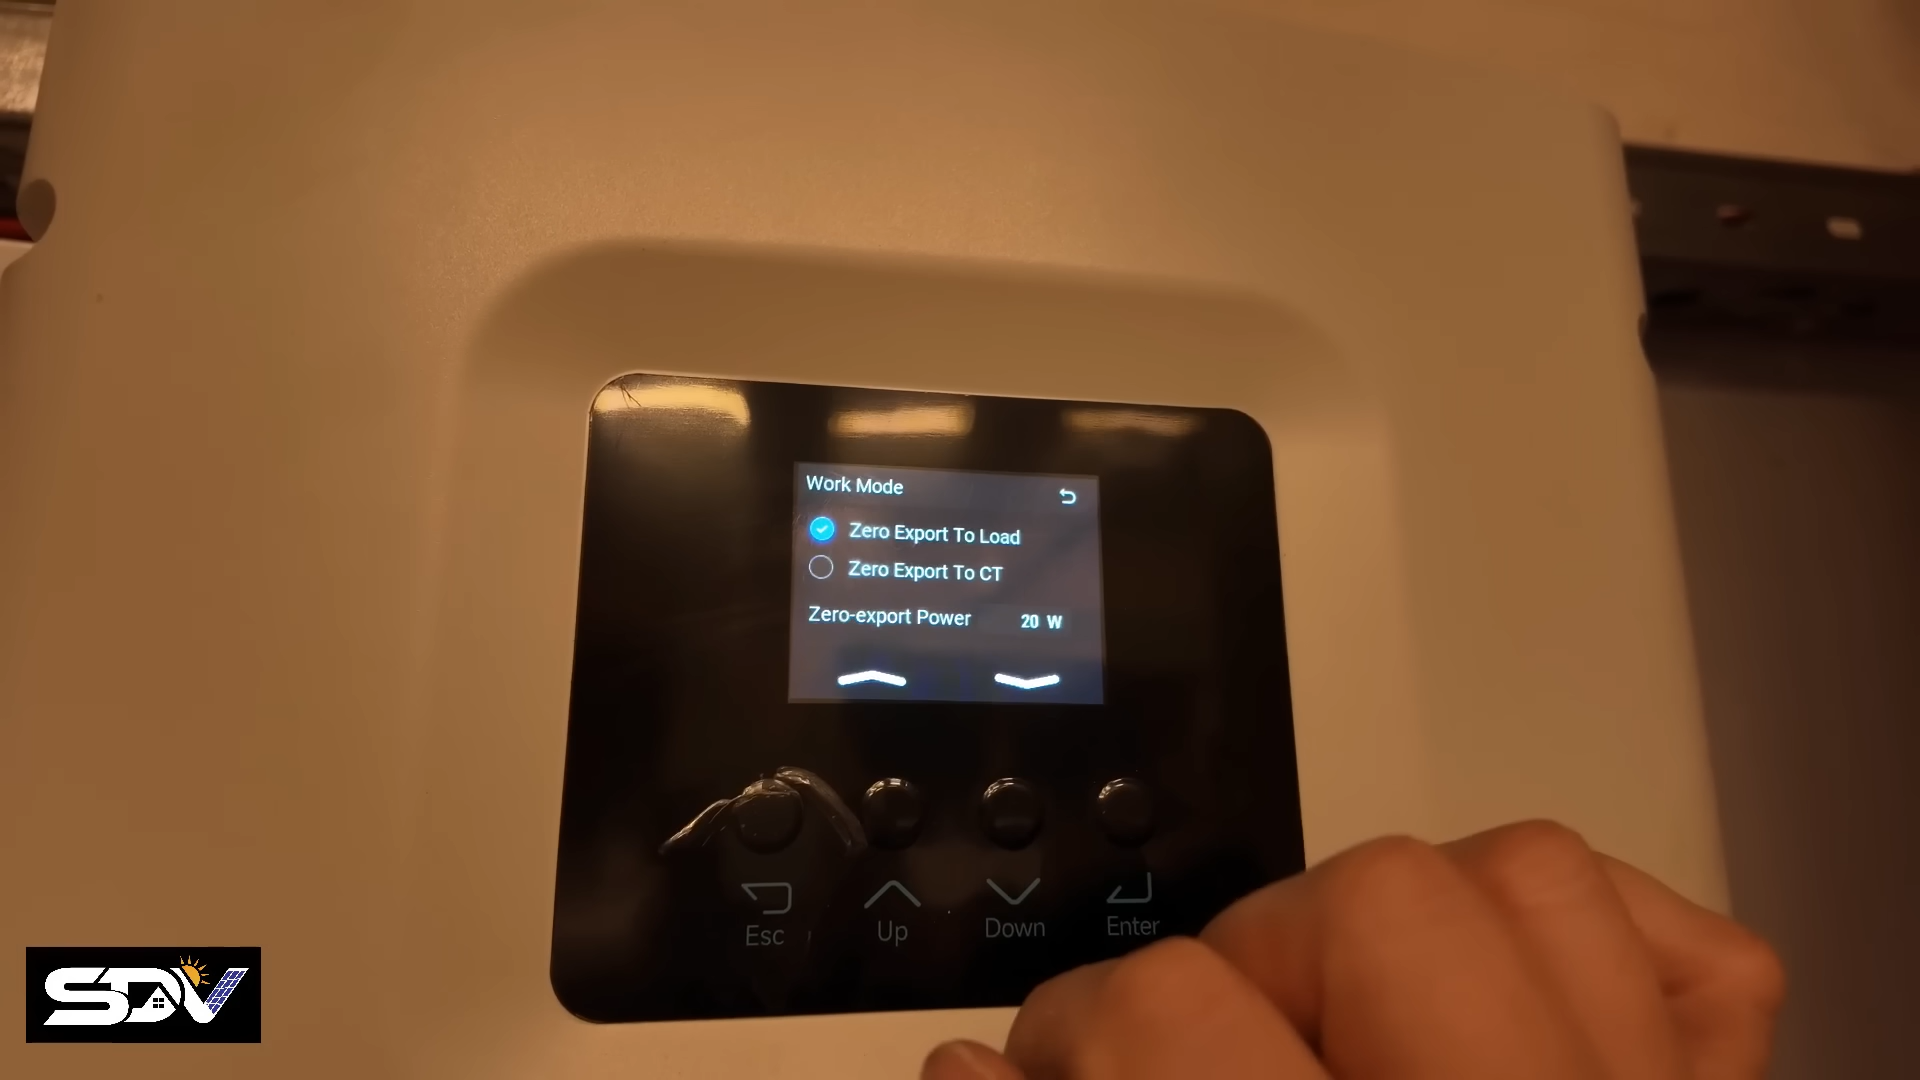 Work Mode
Zero Export To Load
Zero Export To CT
Zero-export Power 20 W
Esc Up Down Enter
SDV